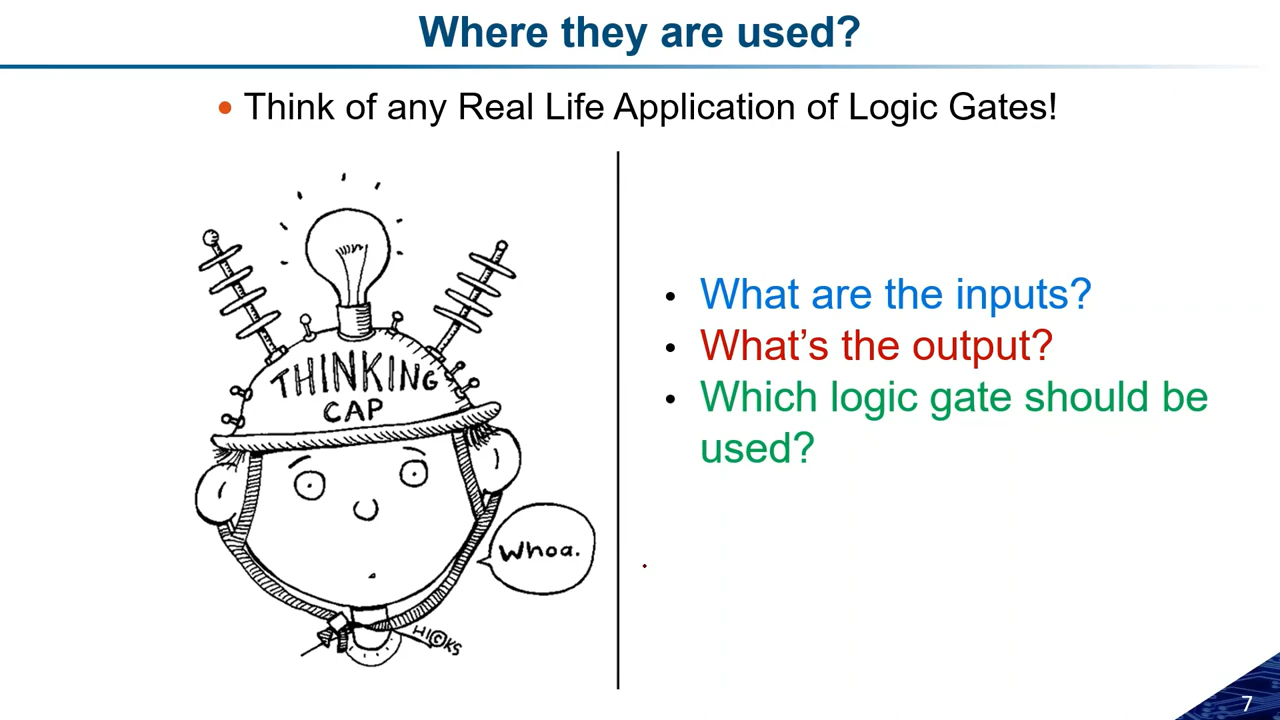 Where they are used?
• Think of any Real Life Application of Logic Gates!
THINKING
CAP
Whoa.
HICKS
• What are the inputs?
• What's the output?
• Which logic gate should be
used?
7